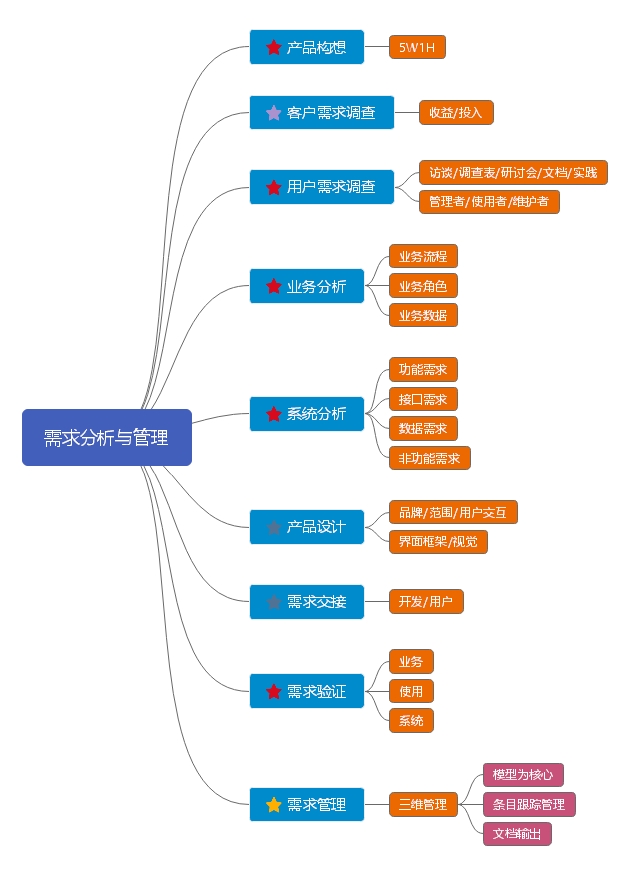 产品构想
5W1H
客户需求调查
收益/投入
用户需求调查
访谈/调查表/研讨会/文档/实践
管理者/使用者/维护者
业务分析
业务流程
业务角色
业务数据
系统分析
功能需求
接口需求
数据需求
非功能需求
需求分析与管理
产品设计
品牌/范围/用户交互
界面框架/视觉
需求交接
开发/用户
需求验证
业务
使用
系统
需求管理
三维管理
模型为核心
条目跟踪管理
文档输出